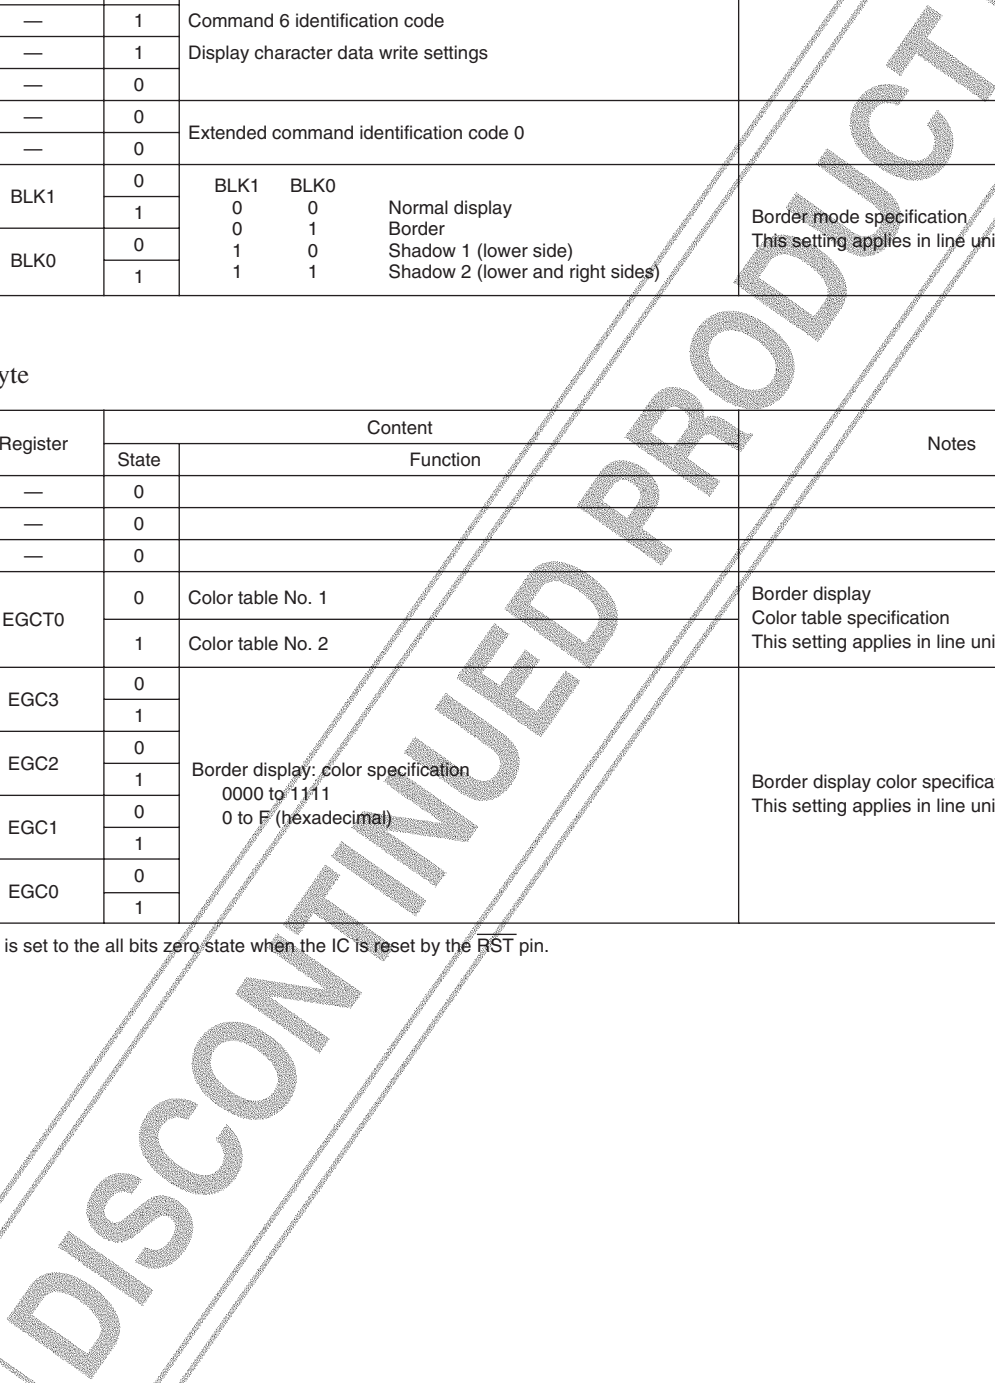 — 1 Command 6 identification code
— 1 Display character data write settings
— 0
— 0 Extended command identification code 0
— 0
BLK1 0 1
BLK0 0 1
BLK1 BLK0
0 0 Normal display
0 1 Border
1 0 Shadow 1 (lower side)
1 1 Shadow 2 (lower and right sides)
Border mode specification
This setting applies in line
Content
Register
Notes
State Function
— 0
— 0
— 0
EGCT0
0 Color table No. 1
1 Color table No. 2
Border display
Color table specification
This setting applies in line
EGC3 0 1
EGC2 0 1
EGC1 0 1
EGC0 0 1
Border display: color specification
0000 to 1111
0 to F (hexadecimal)
Border display color
This setting applies in line
is set to the all bits zero state when the IC is reset by the RST pin.
DISCONTINUED PRODUCT